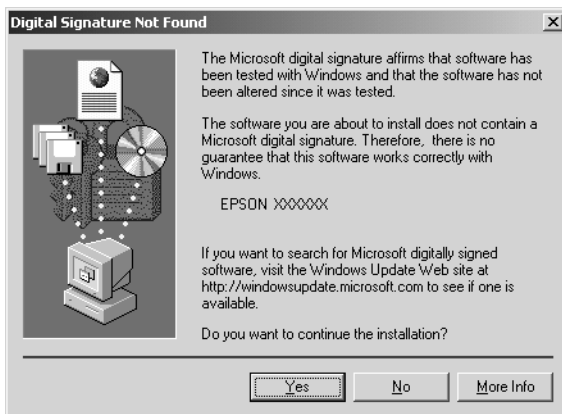 Digital Signature Not Found
The Microsoft digital signature affirms that software has
been tested with Windows and that the software has not
been altered since it was tested.
The software you are about to install does not contain a
Microsoft digital signature. Therefore, there is no
guarantee that this software works correctly with
Windows.
EPSON XXXXXX
If you want to search for Microsoft digitally signed
software, visit the Windows Update Web site at
http://windowsupdate.microsoft.com to see if one is
available.
Do you want to continue the installation?
Yes No More Info